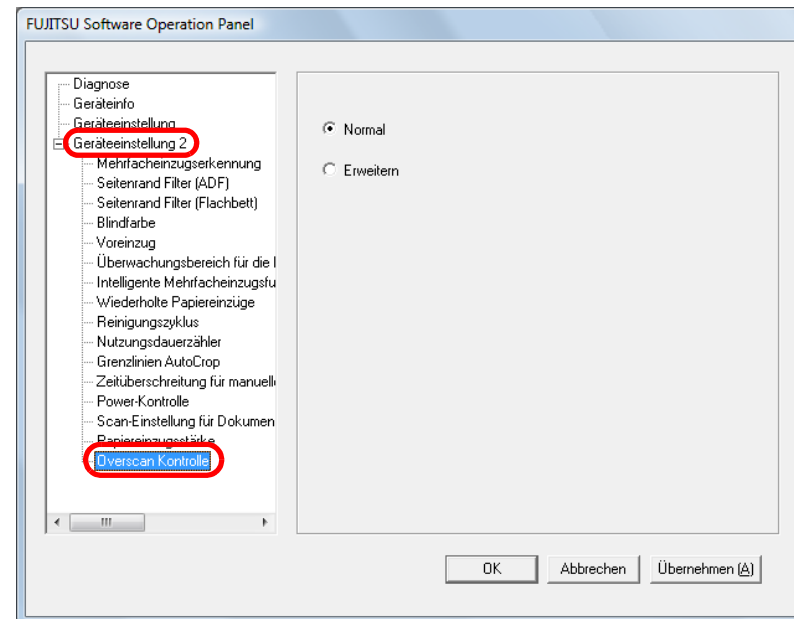 FUJITSU Software Operation Panel
Diagnose
Geräteinfo
Geräteeinstellung
Geräteeinstellung 2
Mehrfacheinzugserkennung
Seitenrand Filter (ADF)
Seitenrand Filter (Flachbett)
Blindfarbe
Voreinzug
Überwachungsbereich für die
Intelligente Mehrfacheinzugsfu
Wiederholte Papiereinzüge
Reinigungszyklus
Nutzungsdauerzähler
Grenzlinien AutoCrop
Zeitüberschreitung für manuell
Power-Kontrolle
Scan-Einstellung für Dokumen
Papiereinzugsstärke
Overscan Kontrolle
Normal
Erweitern
OK Abbrechen Übernehmen (A)